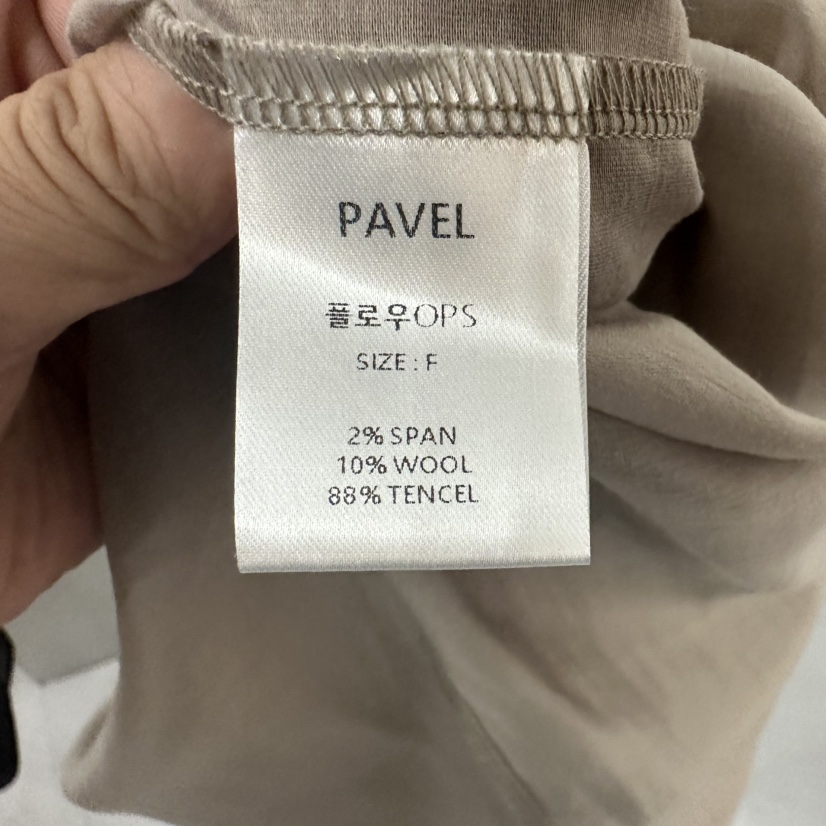 PAVEL
플로우OPS
SIZE : F
2% SPAN
10% WOOL
88% TENCEL